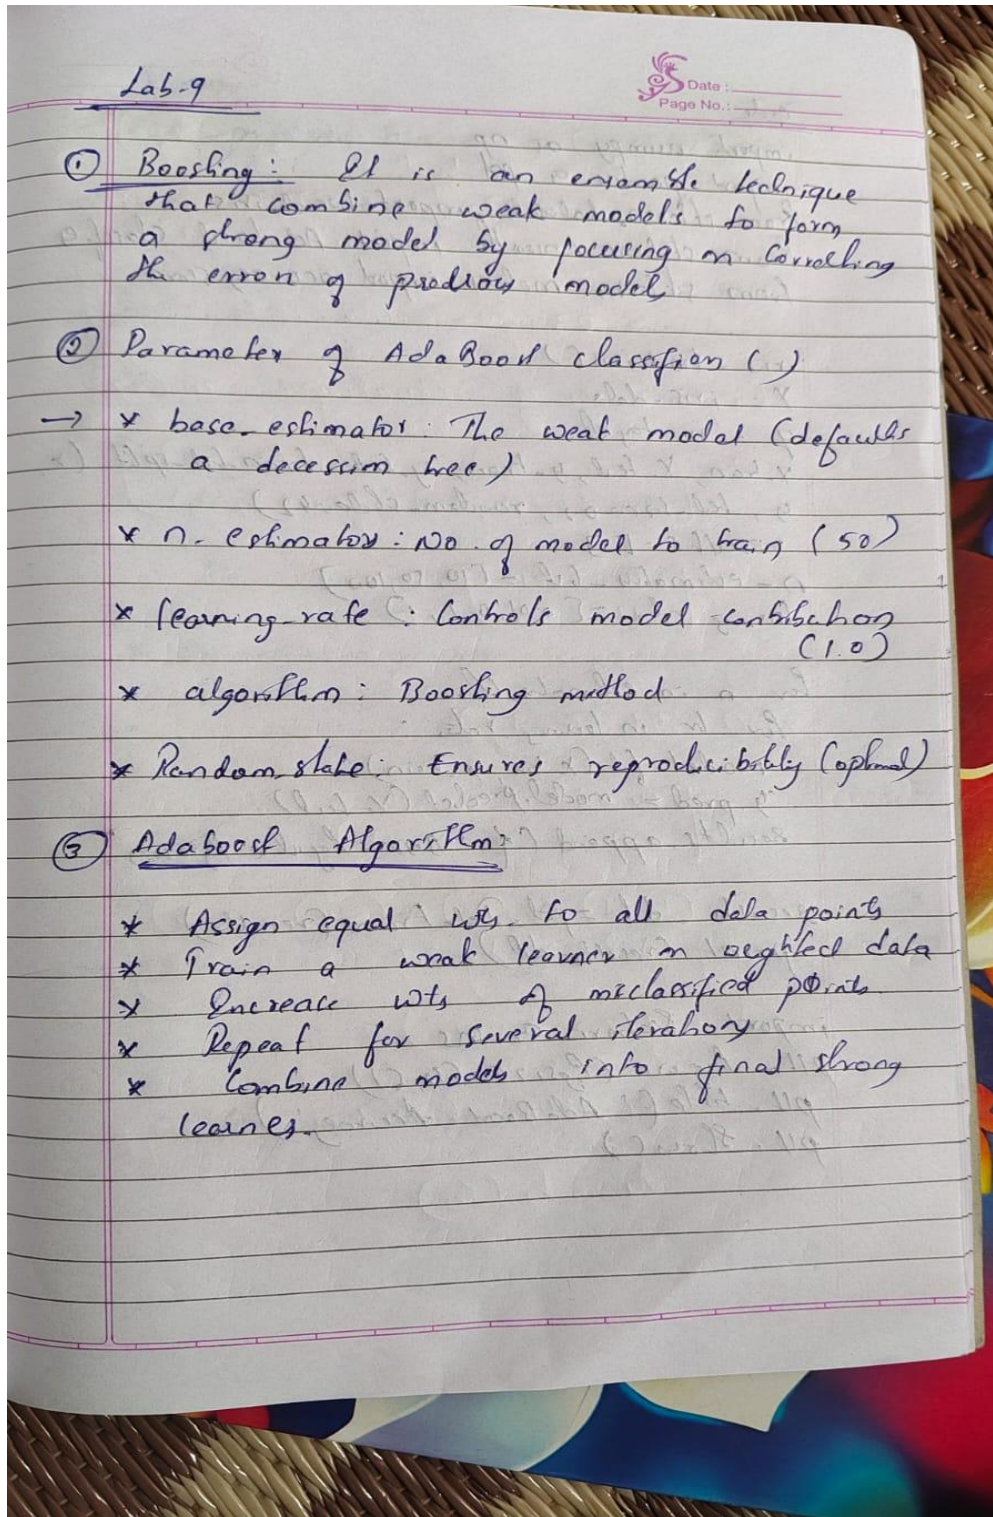 Lab-9
Date :
Page No.:
① Boosting : It is an ensamble technique
that combine weak models to form
a strong model by focusing on Correcting
the error of previous model
② Parameter of AdaBoost classifier ( )
→ * base_estimator : The weak model (defaults
a decession tree)
* n_estimators : No. of model to train (50)
* learning_rate : Controls model contribution
(1.0)
* algorithm : Boosting method
* Random_state : Ensures reproducibility (optional)
③ Adaboost Algorithm :
* Assign equal wts. to all data points
* Train a weak learner on weighted data
* Increase wts of misclassified points
* Repeat for several iterations
* Combine models into final strong
learner.